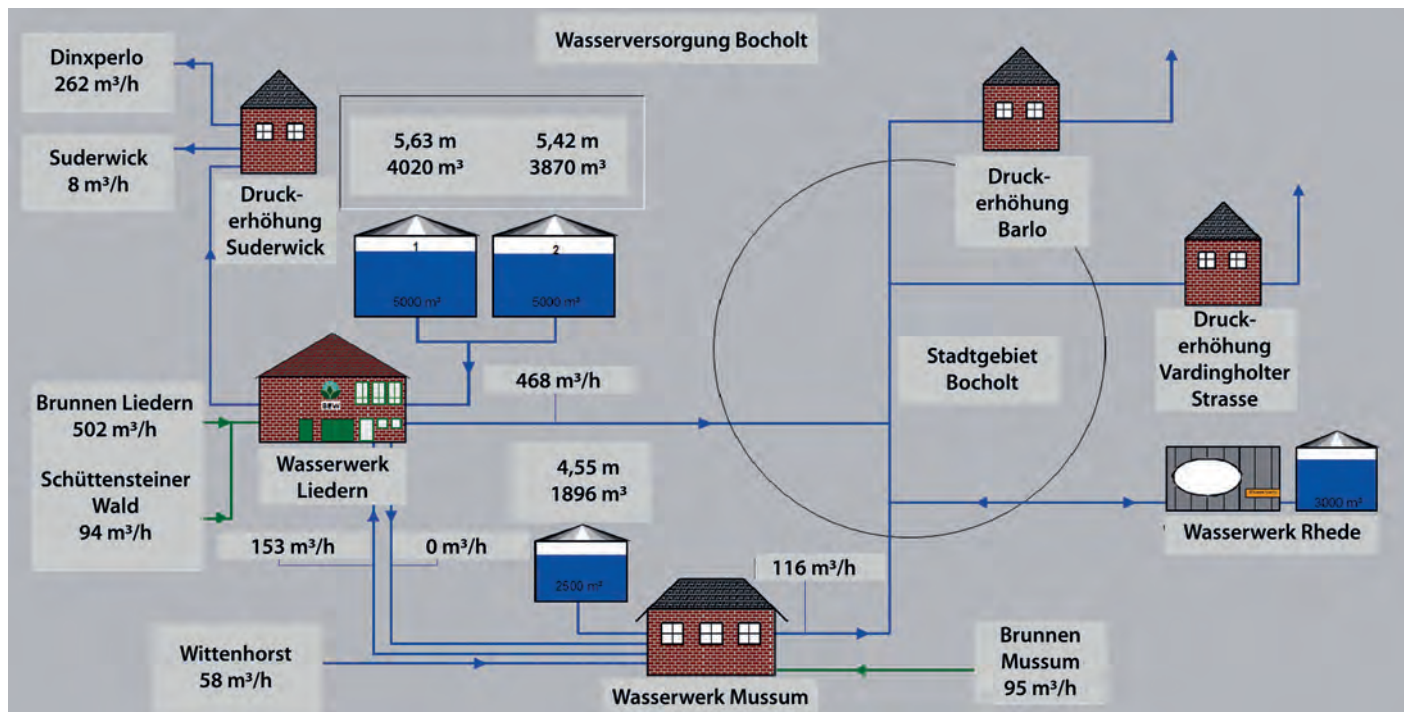 Wasserversorgung Bocholt
Dinxperlo
262 m³/h
Suderwick
8 m³/h
Druck-
erhöhung
Suderwick
5,63 m
4020 m³
5,42 m
3870 m³
1
5000 m³
2
5000 m³
Druck-
erhöhung
Barlo
Druck-
erhöhung
Vardingholter
Strasse
Stadtgebiet
Bocholt
468 m³/h
Brunnen Liedern
502 m³/h
Schüttensteiner
Wald
94 m³/h
Wasserwerk
Liedern
4,55 m
1896 m³
3000 m³
Wasserwerk Rhede
153 m³/h
0 m³/h
2500 m³
116 m³/h
Wittenhorst
58 m³/h
Wasserwerk Mussum
Brunnen
Mussum
95 m³/h